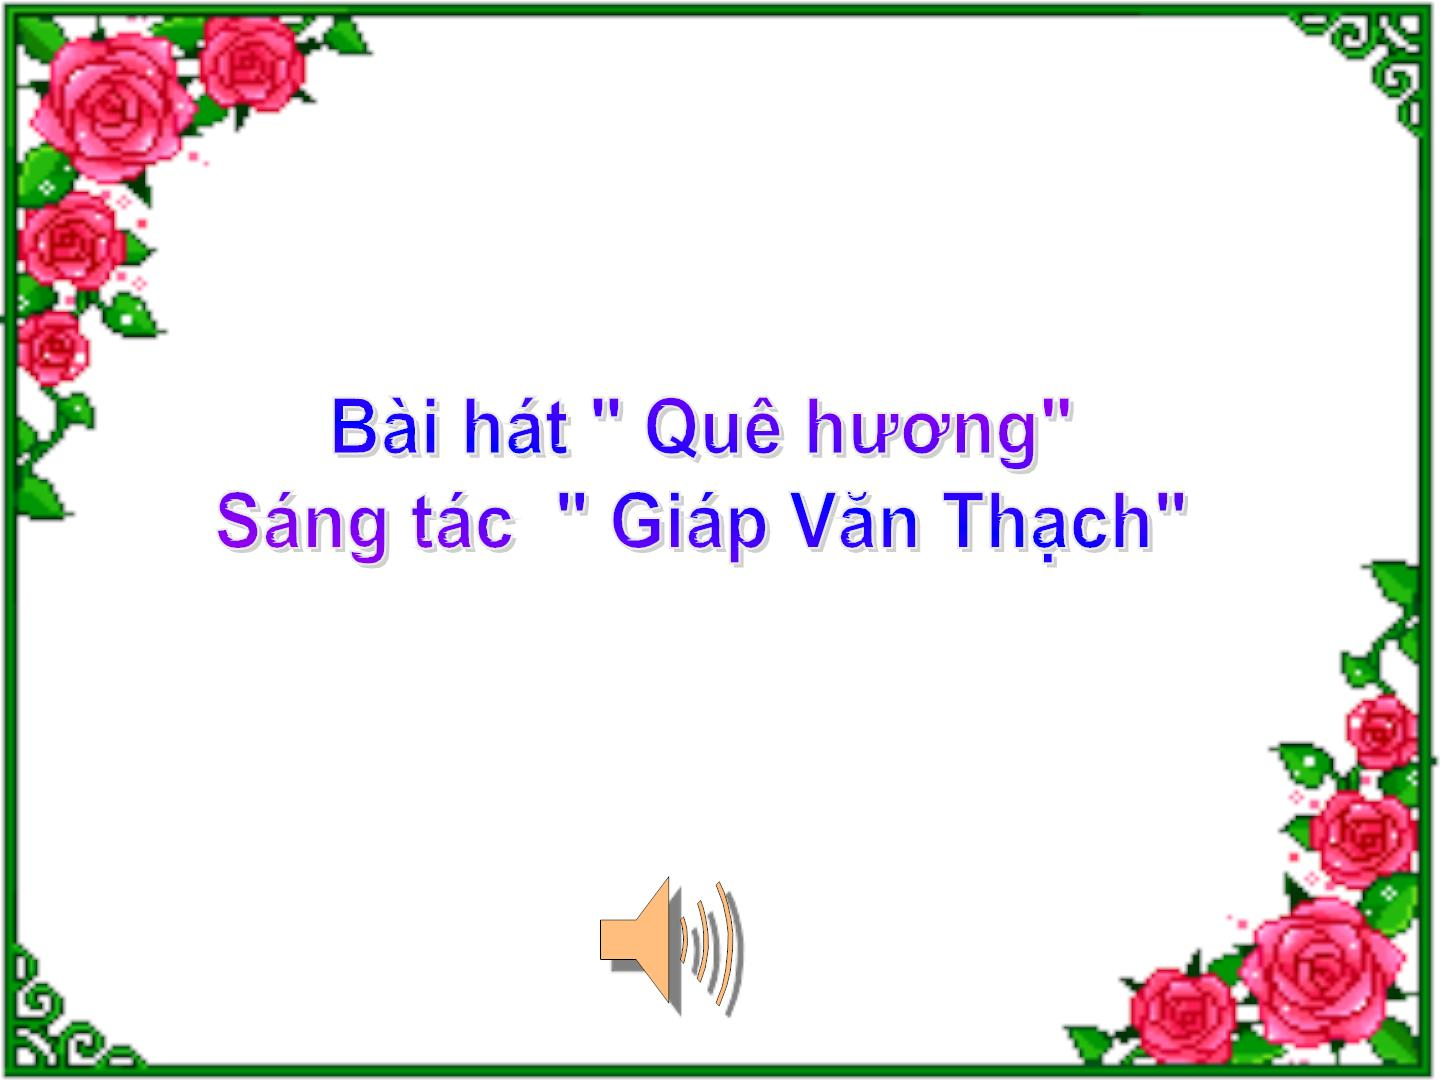 Bài hát " Quê hương"
Sáng tác " Giáp Văn Thạch"